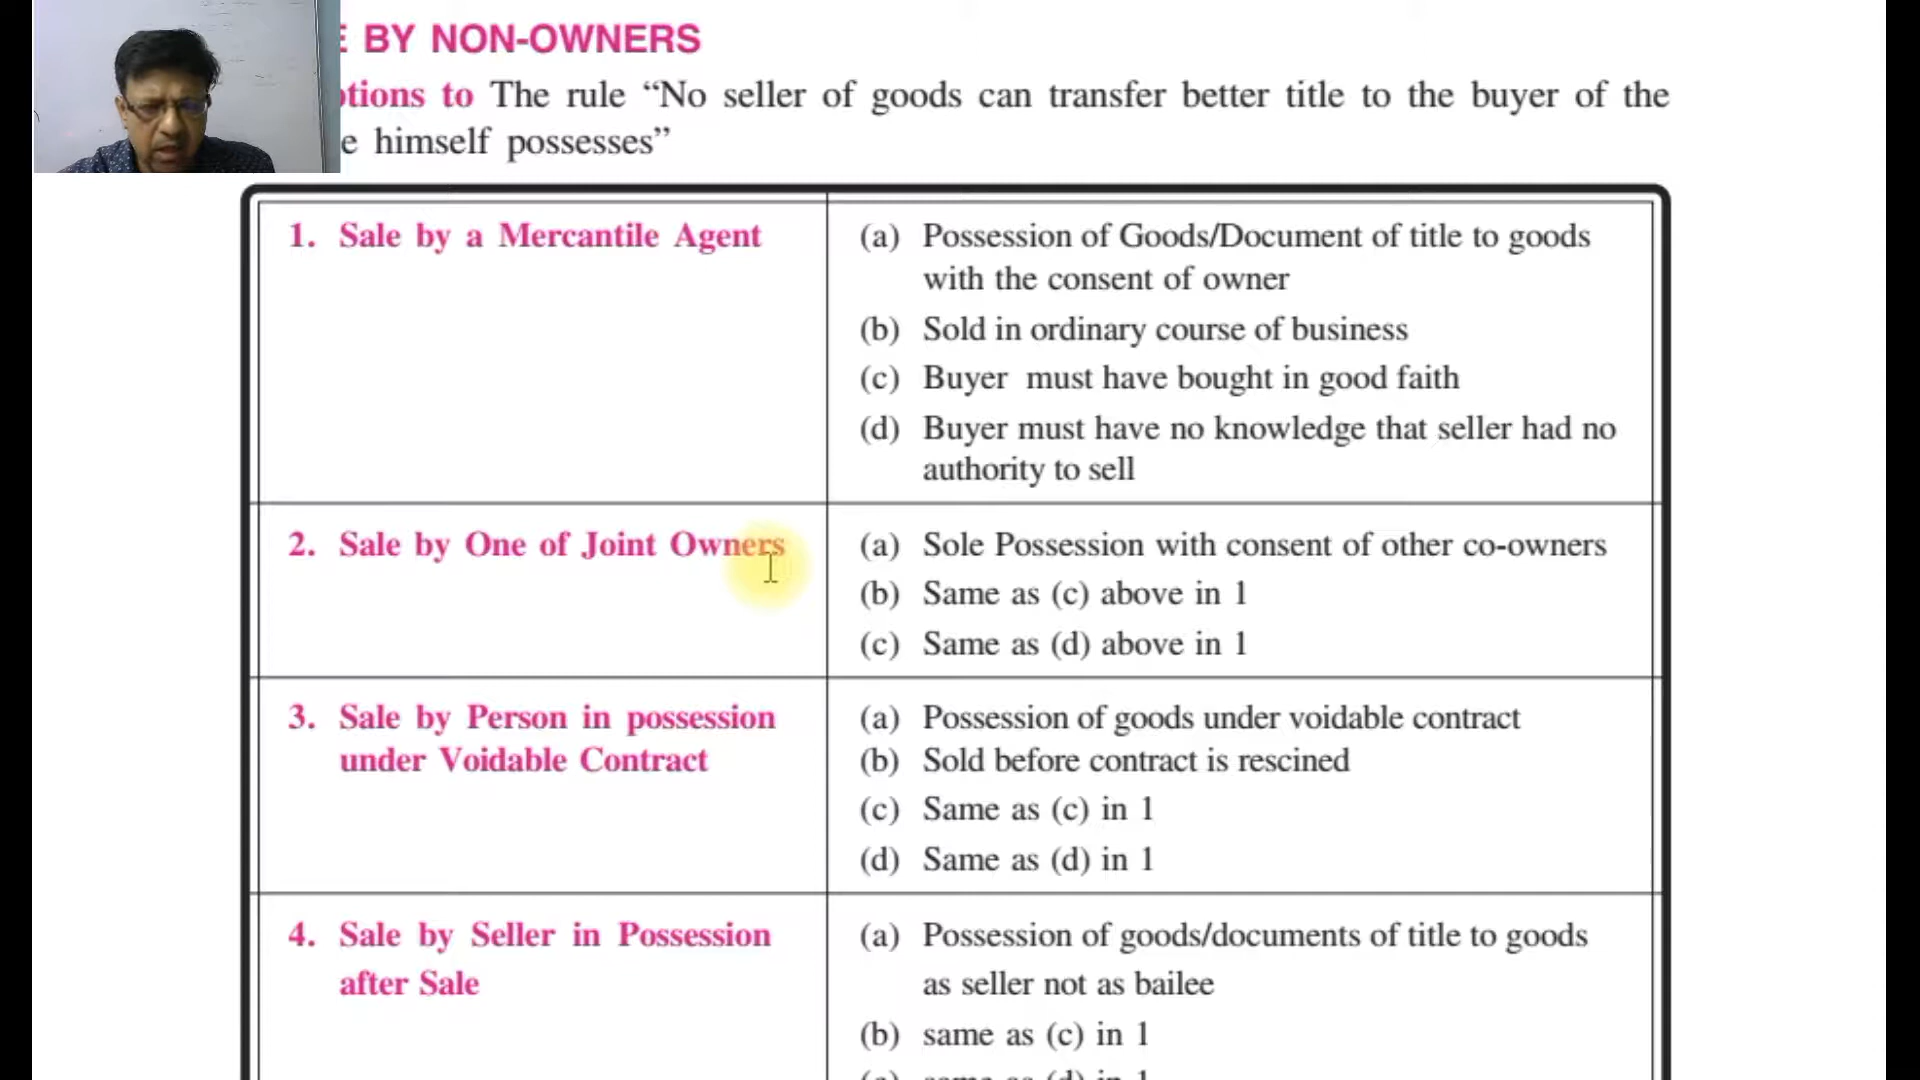 BY NON-OWNERS
to The rule “No seller of goods can transfer better title to the buyer of the
himself possesses”
1. Sale by a Mercantile Agent
(a) Possession of Goods/Document of title to goods
with the consent of owner
(b) Sold in ordinary course of business
(c) Buyer must have bought in good faith
(d) Buyer must have no knowledge that seller had no
authority to sell
2. Sale by One of Joint Owners
(a) Sole Possession with consent of other co-owners
(b) Same as (c) above in 1
(c) Same as (d) above in 1
3. Sale by Person in possession
under Voidable Contract
(a) Possession of goods under voidable contract
(b) Sold before contract is rescined
(c) Same as (c) in 1
(d) Same as (d) in 1
4. Sale by Seller in Possession
after Sale
(a) Possession of goods/documents of title to goods
as seller not as bailee
(b) same as (c) in 1